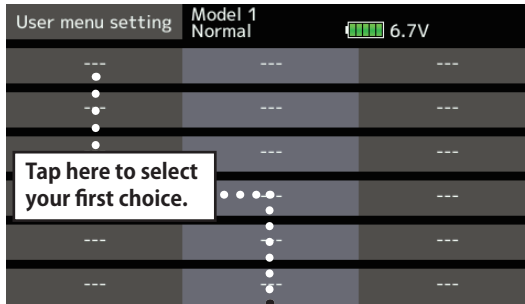 User menu setting
Model 1
Normal
6.7V
--- --- ---
--- --- ---
--- ---
Tap here to select
your first choice.
--- ---
--- --- ---
--- --- ---